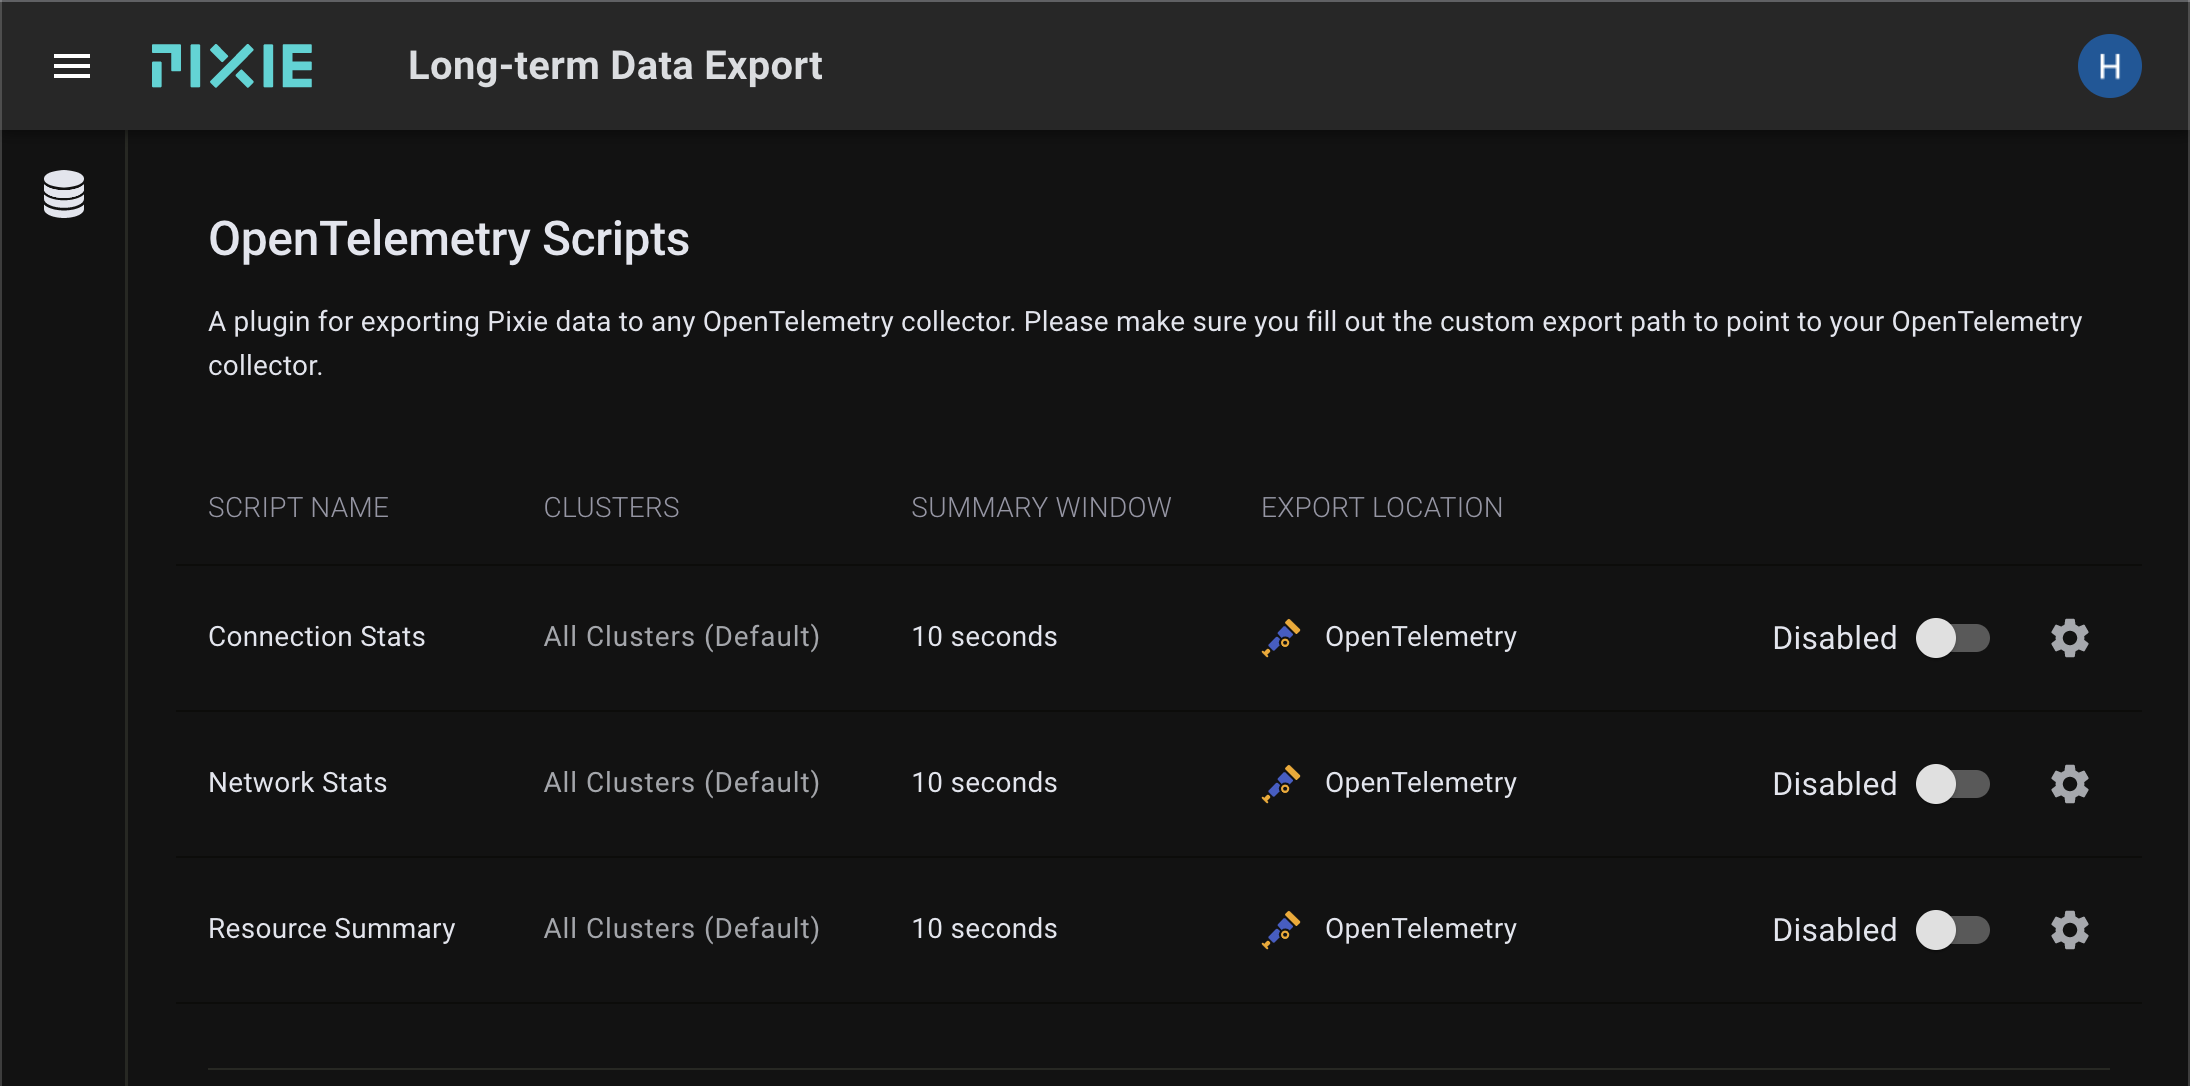 PIXIE
Long-term Data Export
H
OpenTelemetry Scripts
A plugin for exporting Pixie data to any OpenTelemetry collector. Please make sure you fill out the custom export path to point to your OpenTelemetry
collector.
SCRIPT NAME CLUSTERS SUMMARY WINDOW EXPORT LOCATION
Connection Stats All Clusters (Default) 10 seconds OpenTelemetry Disabled
Network Stats All Clusters (Default) 10 seconds OpenTelemetry Disabled
Resource Summary All Clusters (Default) 10 seconds OpenTelemetry Disabled